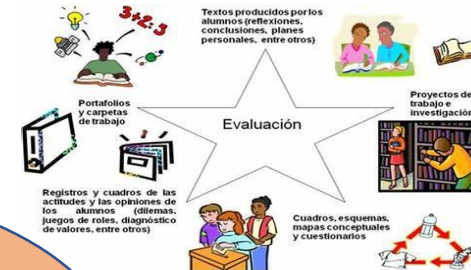 3+2=5
Textos producidos por los
alumnos (reflexiones,
conclusiones, planes
personales, entre otros)
Portafolios
y carpetas
de trabajo
Evaluación
Proyectos de
trabajo e
investigación
Registros y cuadros de las
actitudes y las opiniones de
los alumnos (dilemas,
juegos de roles, diagnóstico
de valores, entre otros)
Cuadros, esquemas,
mapas conceptuales
y cuestionarios